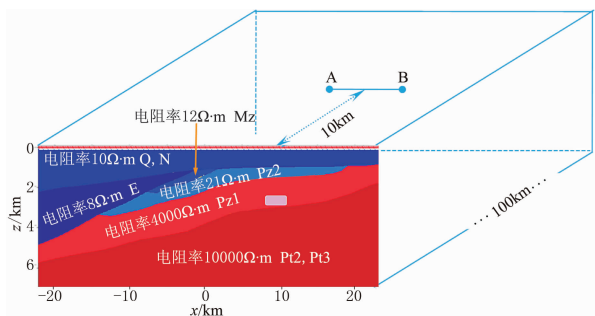 A B
电阻率12Ω·m Mz
10km
0
电阻率10Ω·m Q, N
电阻率8Ω·m E
电阻率21Ω·m Pz2
2
电阻率4000Ω·m Pz1
4
电阻率10000Ω·m Pt2, Pt3
6
z/km
··· 100km···
−20 −10 0 10 20
x/km